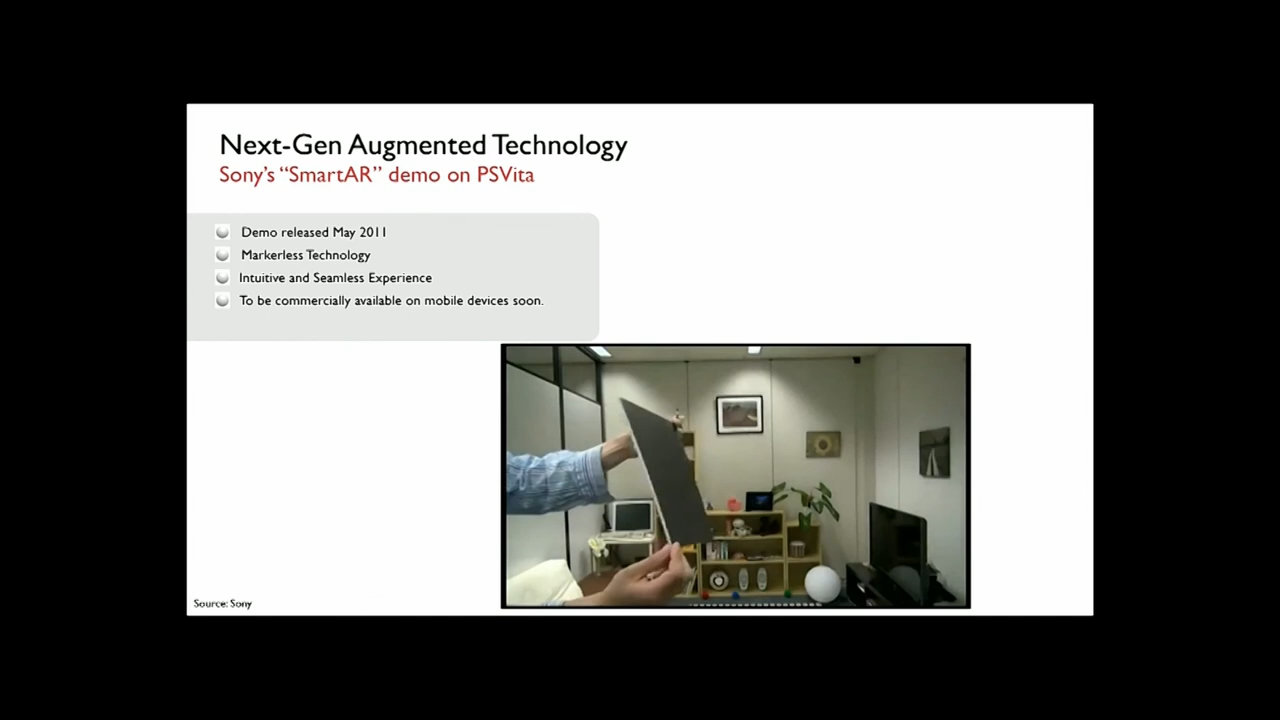 Next-Gen Augmented Technology
Sony's “SmartAR” demo on PSVita
Demo released May 2011
Markerless Technology
Intuitive and Seamless Experience
To be commercially available on mobile devices soon.
Source: Sony